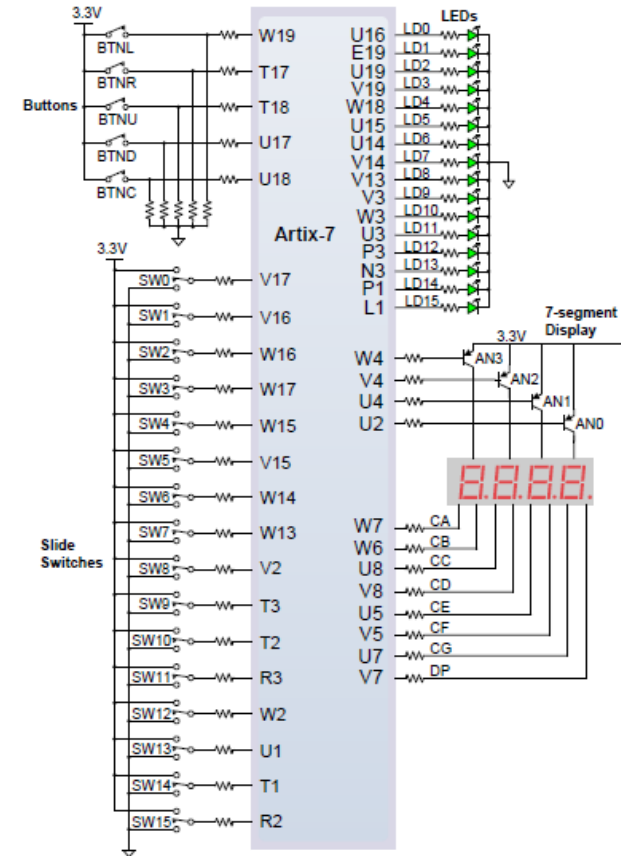 3.3V
BTNL
BTNR
Buttons
BTNU
BTND
BTNC
W19
T17
T18
U17
U18
Artix-7
LEDs
U16 LD0
E19 LD1
U19 LD2
V19 LD3
W18 LD4
U15 LD5
U14 LD6
V14 LD7
V13 LD8
V3 LD9
W3 LD10
U3 LD11
P3 LD12
N3 LD13
P1 LD14
L1 LD15
3.3V
SW0 V17
SW1 V16
SW2 W16
SW3 W17
SW4 W15
SW5 V15
SW6 W14
SW7 W13
Slide
Switches
SW8 V2
SW9 T3
SW10 T2
SW11 R3
SW12 W2
SW13 U1
SW14 T1
SW15 R2
7-segment
Display
3.3V
W4 AN3
V4 AN2
U4 AN1
U2 AN0
8.8.8.8.
W7 CA
W6 CB
U8 CC
V8 CD
U5 CE
V5 CF
U7 CG
V7 DP